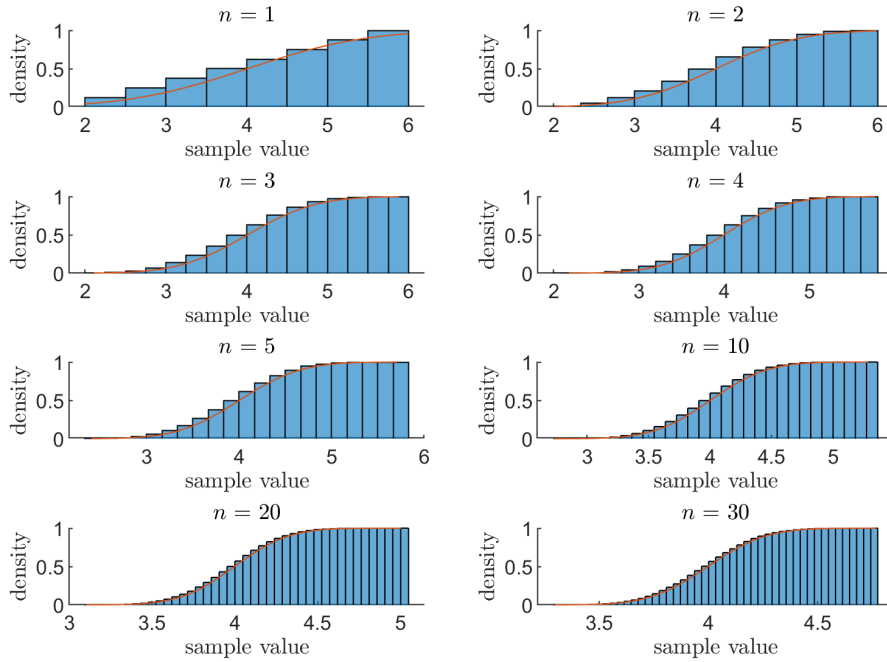 n = 1
density
1
0.5
0
2 3 4 5 6
sample value
n = 2
density
1
0.5
0
2 3 4 5 6
sample value
n = 3
density
1
0.5
0
2 3 4 5 6
sample value
n = 4
density
1
0.5
0
2 3 4 5
sample value
n = 5
density
1
0.5
0
3 4 5 6
sample value
n = 10
density
1
0.5
0
3 3.5 4 4.5 5
sample value
n = 20
density
1
0.5
0
3 3.5 4 4.5 5
sample value
n = 30
density
1
0.5
0
3.5 4 4.5
sample value